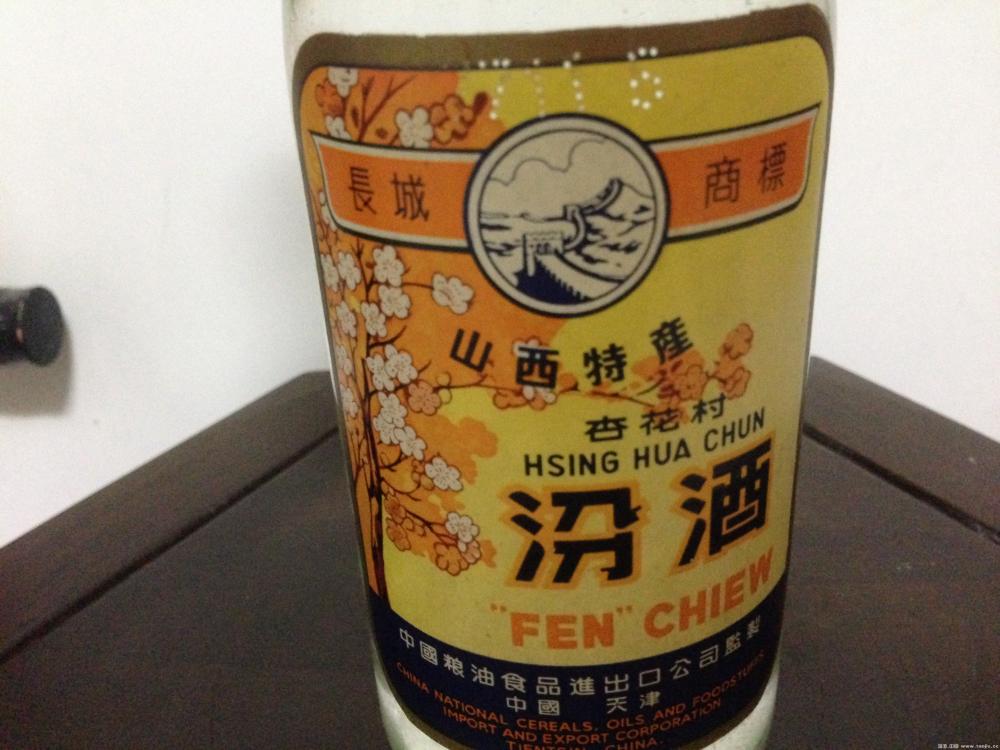 長城 商標
山西特產
杏花村
HSING HUA CHUN
汾酒
"FEN" CHIEW
中國粮油食品進出口公司監製
中國 天津
CHINA NATIONAL CEREALS, OILS AND FOODSTUFFS
IMPORT AND EXPORT CORPORATION
TIENTSIN, CHINA.